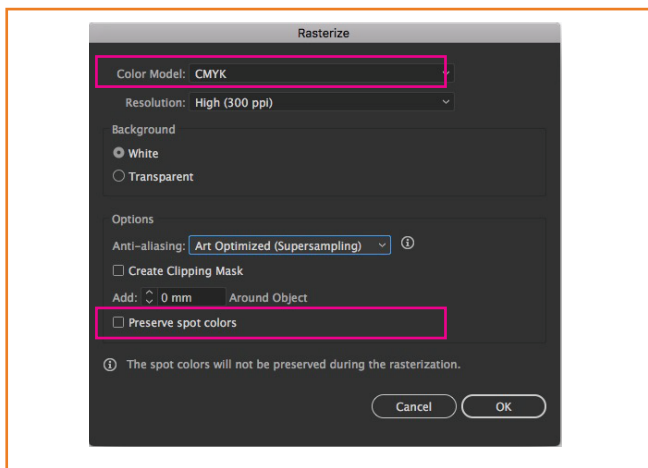 Rasterize
Color Model: CMYK
Resolution: High (300 ppi)
Background
White
Transparent
Options
Anti-aliasing: Art Optimized (Supersampling)
Create Clipping Mask
Add: 0 mm Around Object
Preserve spot colors
The spot colors will not be preserved during the rasterization.
Cancel OK